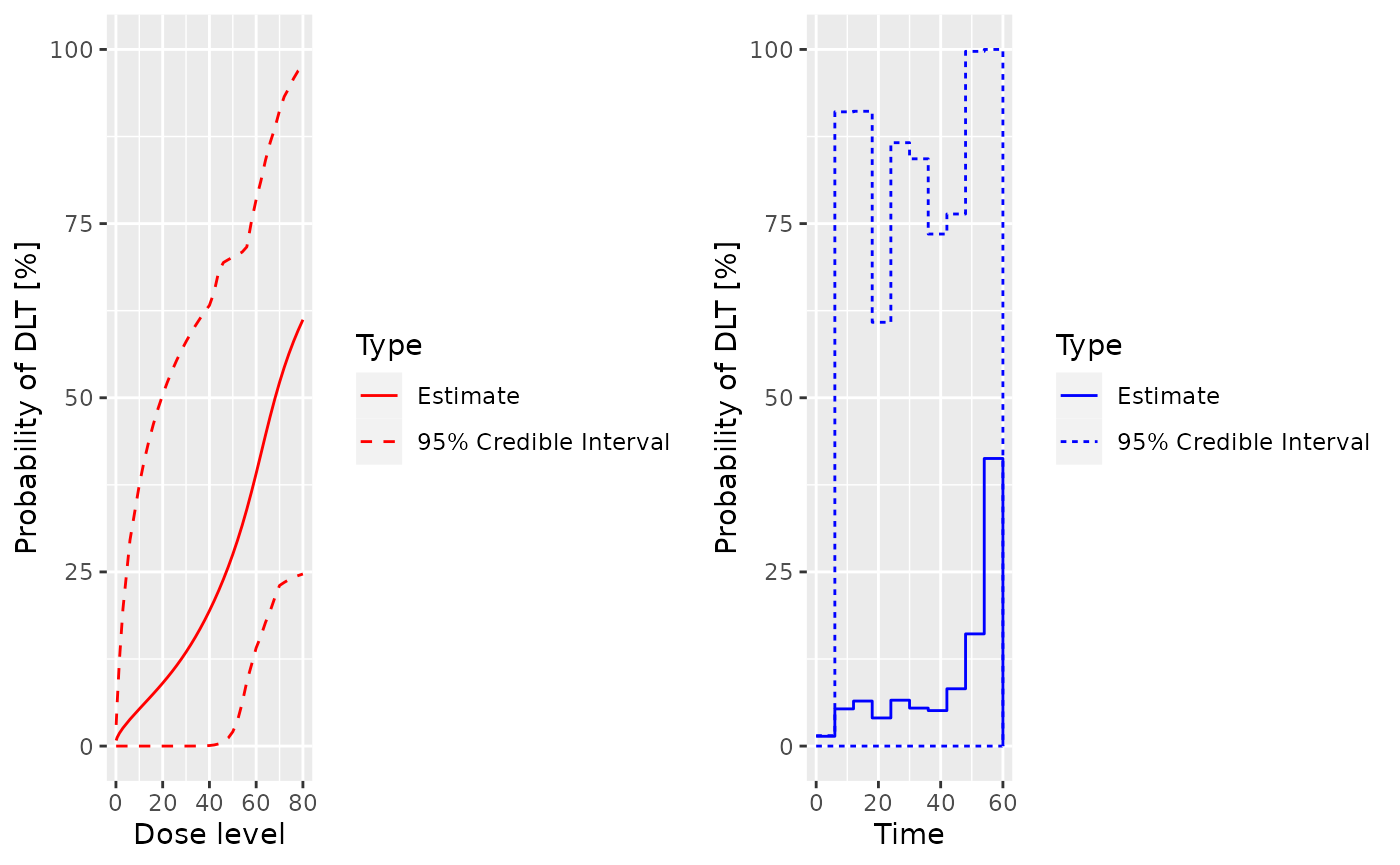 Probability of DLT [%]
100
75
50
25
0
0 20 40 60 80
Dose level
Type
Estimate
95% Credible Interval
Probability of DLT [%]
100
75
50
25
0
0 20 40 60
Time
Type
Estimate
95% Credible Interval